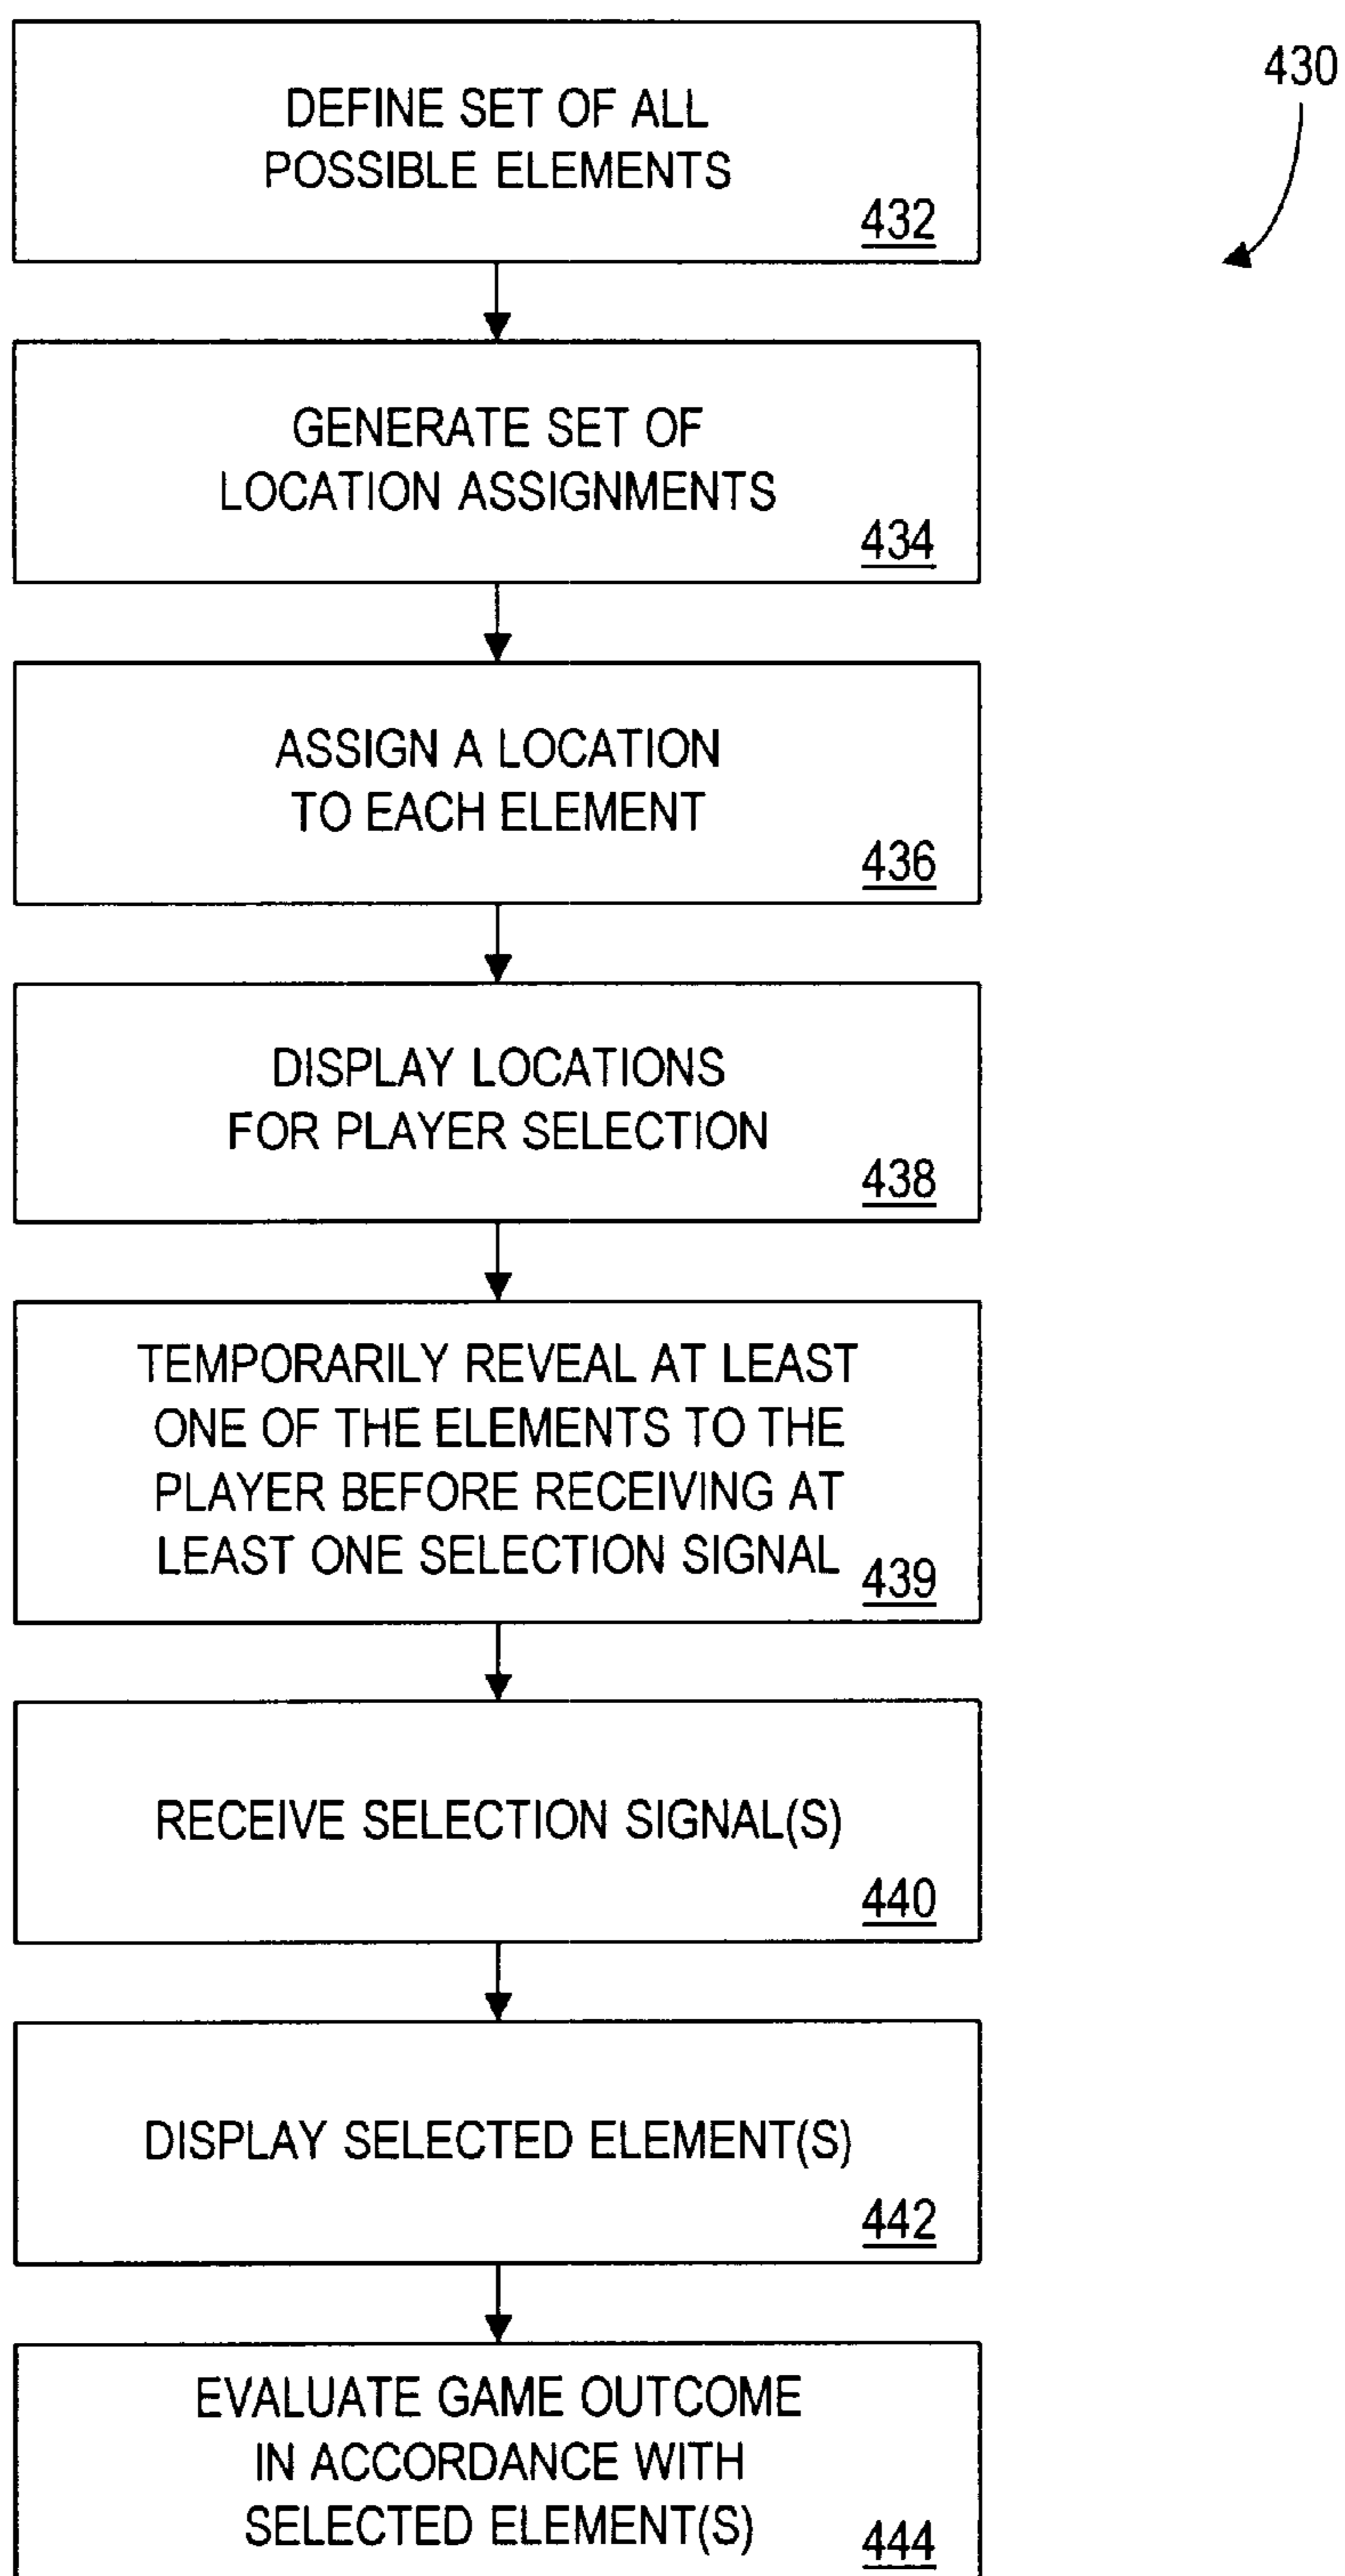 430
DEFINE SET OF ALL
POSSIBLE ELEMENTS
432
GENERATE SET OF
LOCATION ASSIGNMENTS
434
ASSIGN A LOCATION
TO EACH ELEMENT
436
DISPLAY LOCATIONS
FOR PLAYER SELECTION
438
TEMPORARILY REVEAL AT LEAST
ONE OF THE ELEMENTS TO THE
PLAYER BEFORE RECEIVING AT
LEAST ONE SELECTION SIGNAL
439
RECEIVE SELECTION SIGNAL(S)
440
DISPLAY SELECTED ELEMENT(S)
442
EVALUATE GAME OUTCOME
IN ACCORDANCE WITH
SELECTED ELEMENT(S)
444